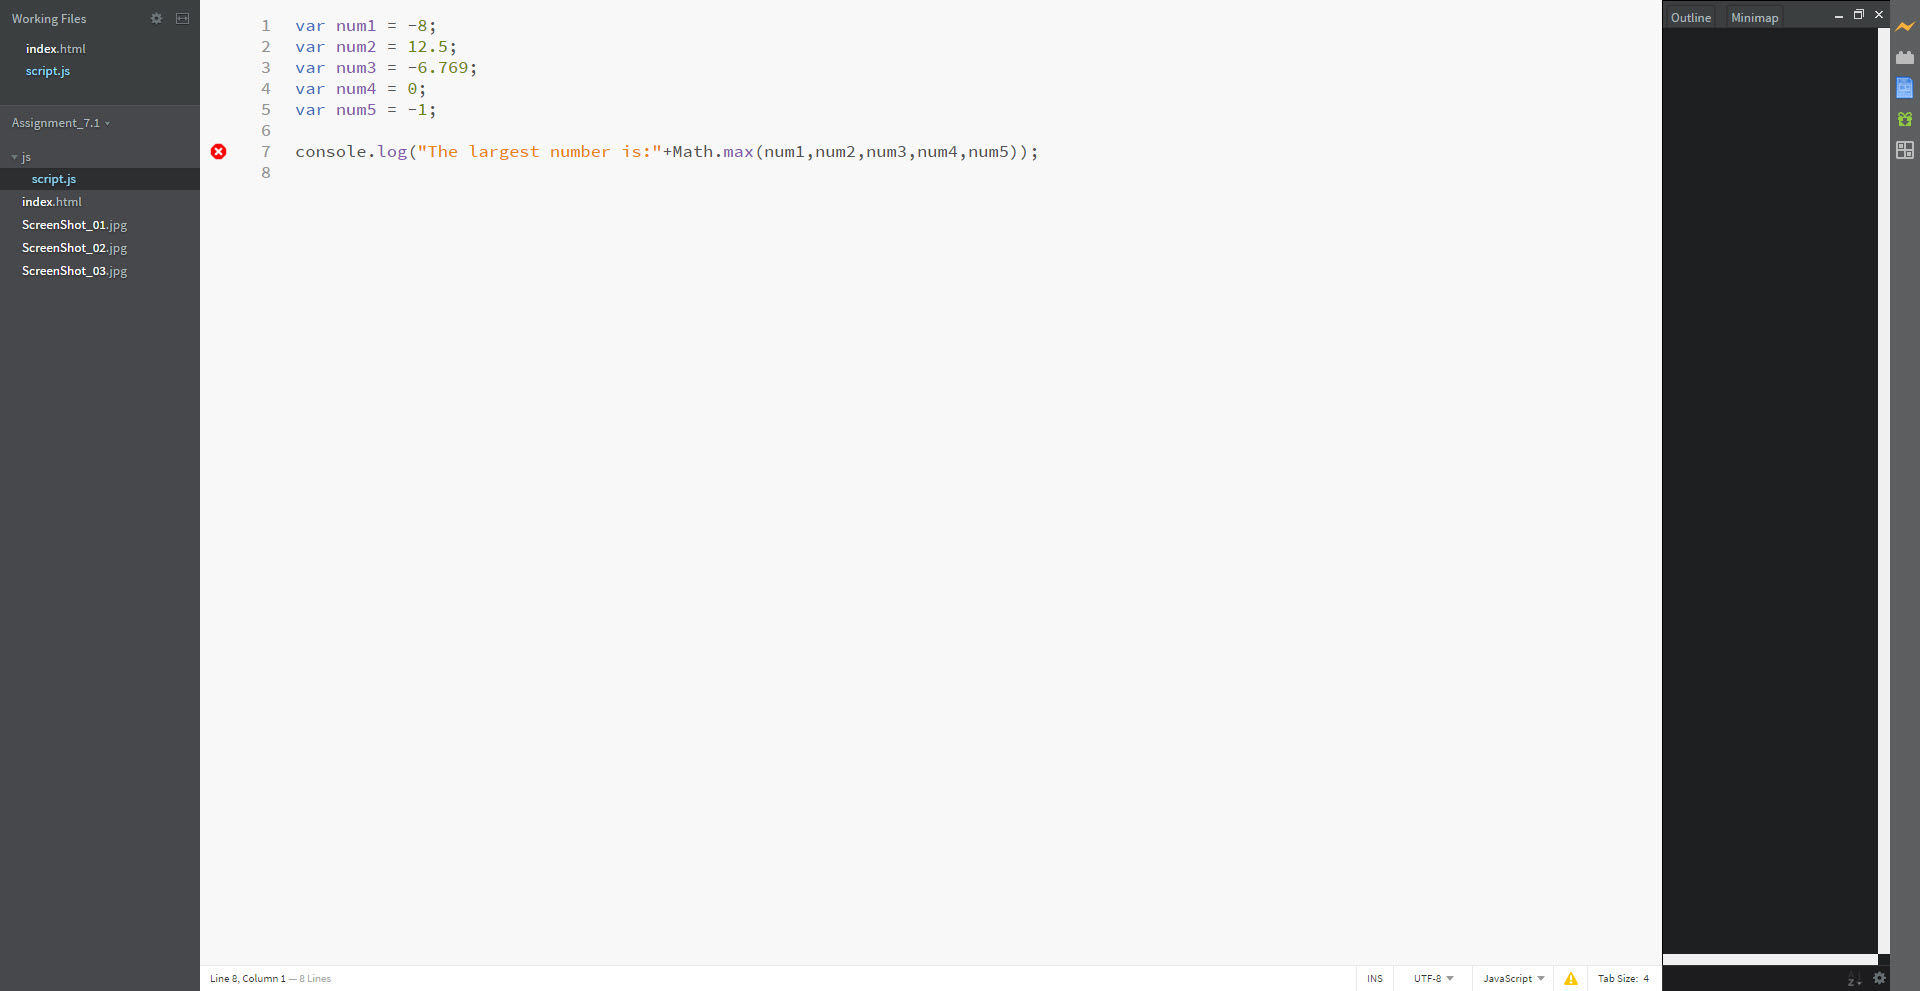 Working Files
index.html
script.js
Assignment_7.1
js
script.js
index.html
ScreenShot_01.jpg
ScreenShot_02.jpg
ScreenShot_03.jpg
1 var num1 = -8;
2 var num2 = 12.5;
3 var num3 = -6.769;
4 var num4 = 0;
5 var num5 = -1;
6
7 console.log("The largest number is:"+Math.max(num1,num2,num3,num4,num5));
8
Outline Minimap
Line 8, Column 1 — 8 Lines
INS UTF-8 JavaScript Tab Size: 4